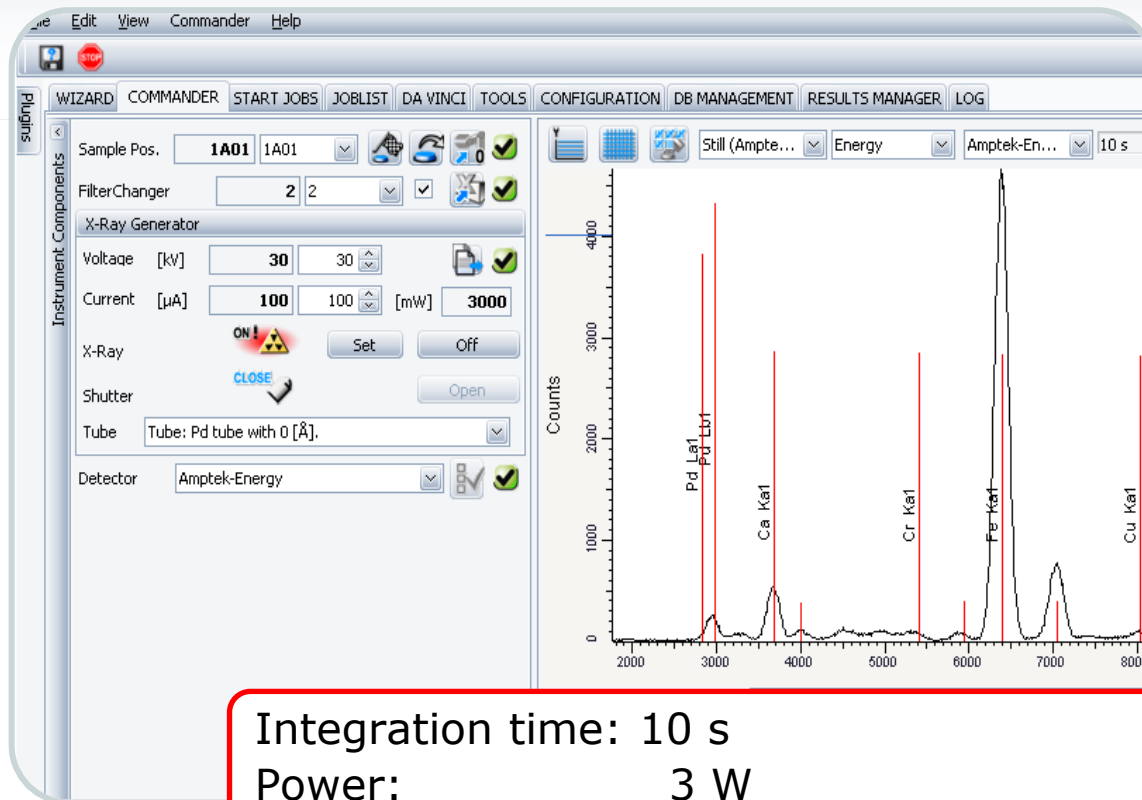 Edit View Commander Help
STOP
Plugins
WIZARD COMMANDER START JOBS JOBLIST DA VINCI TOOLS CONFIGURATION DB MANAGEMENT RESULTS MANAGER LOG
Instrument Components
Sample Pos. 1A01 1A01 0
FilterChanger 2 2
X-Ray Generator
Voltage [kV] 30 30
Current [µA] 100 100 [mW] 3000
X-Ray ON! Set Off
Shutter CLOSE Open
Tube Tube: Pd tube with 0 [Å].
Detector Amptek-Energy
Y Still (Ampte... Energy Amptek-En... 10 s
Counts
4000
3000
2000
1000
0
Pd La1
Pd Lb1
Ca Ka1
Cr Ka1
Fe Ka1
Cu Ka1
2000 3000 4000 5000 6000 7000 800
Integration time: 10 s
Power: 3 W